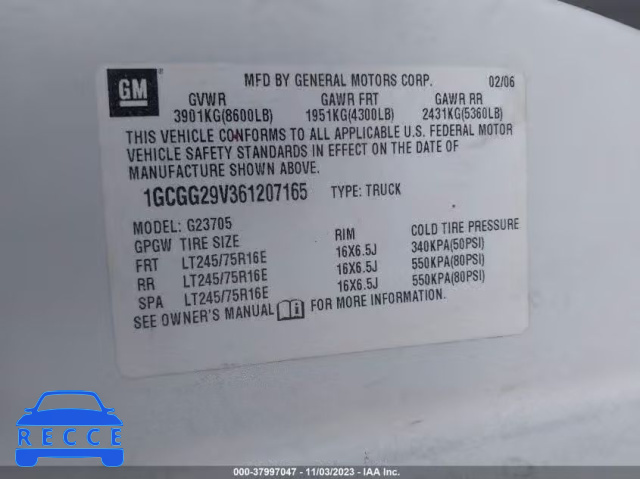 GM
MFD BY GENERAL MOTORS CORP. 02/06
GVWR GAWR FRT GAWR RR
3901KG(8600LB) 1951KG(4300LB) 2431KG(5360LB)
THIS VEHICLE CONFORMS TO ALL APPLICABLE U.S. FEDERAL MOTOR
VEHICLE SAFETY STANDARDS IN EFFECT ON THE DATE OF
MANUFACTURE SHOWN ABOVE.
1GCGG29V361207165 TYPE: TRUCK
MODEL: G23705
GPGW TIRE SIZE RIM COLD TIRE PRESSURE
FRT LT245/75R16E 16X6.5J 340KPA(50PSI)
RR LT245/75R16E 16X6.5J 550KPA(80PSI)
SPA LT245/75R16E 16X6.5J 550KPA(80PSI)
SEE OWNER'S MANUAL FOR MORE INFORMATION.
RECCE
000-37997047 - 11/03/2023 - IAA Inc.